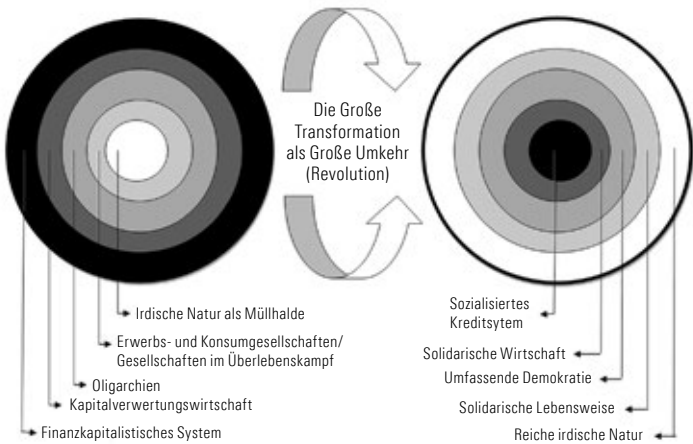 Die Große
Transformation
als Große Umkehr
(Revolution)
Irdische Natur als Müllhalde
Erwerbs- und Konsumgesellschaften/
Gesellschaften im Überlebenskampf
Oligarchien
Kapitalverwertungswirtschaft
Finanzkapitalistisches System
Sozialisiertes
Kreditsytem
Solidarische Wirtschaft
Umfassende Demokratie
Solidarische Lebensweise
Reiche irdische Natur